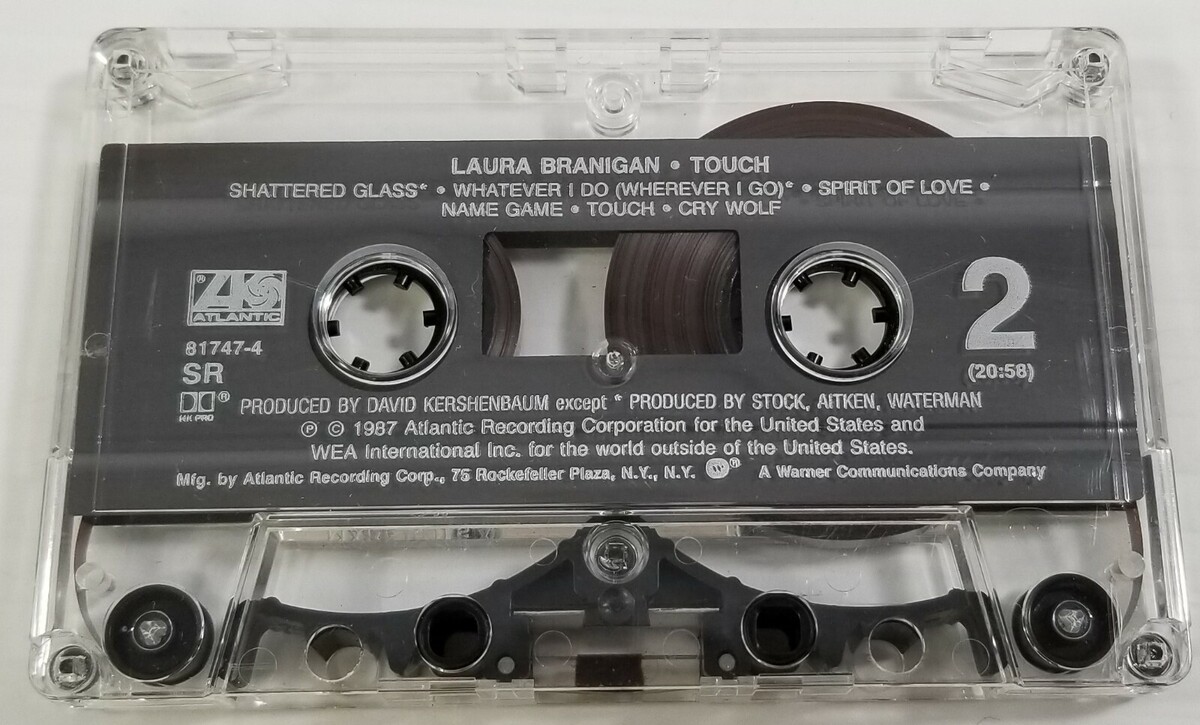 LAURA BRANIGAN • TOUCH
SHATTERED GLASS* • WHATEVER I DO (WHEREVER I GO)* • SPIRIT OF LOVE •
NAME GAME • TOUCH • CRY WOLF
® ATLANTIC
2
81747-4
SR
(20:58)
® HX PRO
PRODUCED BY DAVID KERSHENBAUM except * PRODUCED BY STOCK, AITKEN, WATERMAN
℗ © 1987 Atlantic Recording Corporation for the United States and
WEA International Inc. for the world outside of the United States.
Mfg. by Atlantic Recording Corp., 75 Rockefeller Plaza, N.Y., N.Y. ® A Warner Communications Company